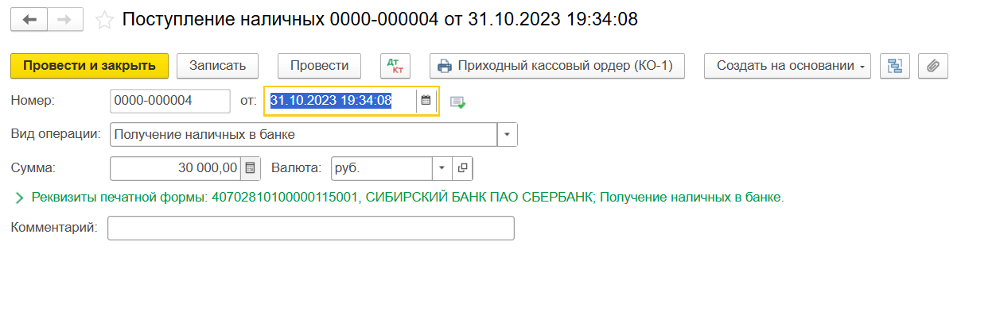 Поступление наличных 0000-000004 от 31.10.2023 19:34:08
Провести и закрыть Записать Провести Дт Кт Приходный кассовый ордер (КО-1) Создать на основании
Номер: 0000-000004 от: 31.10.2023 19:34:08
Вид операции: Получение наличных в банке
Сумма: 30 000,00 Валюта: руб.
Реквизиты печатной формы: 40702810100000115001, СИБИРСКИЙ БАНК ПАО СБЕРБАНК; Получение наличных в банке.
Комментарий: